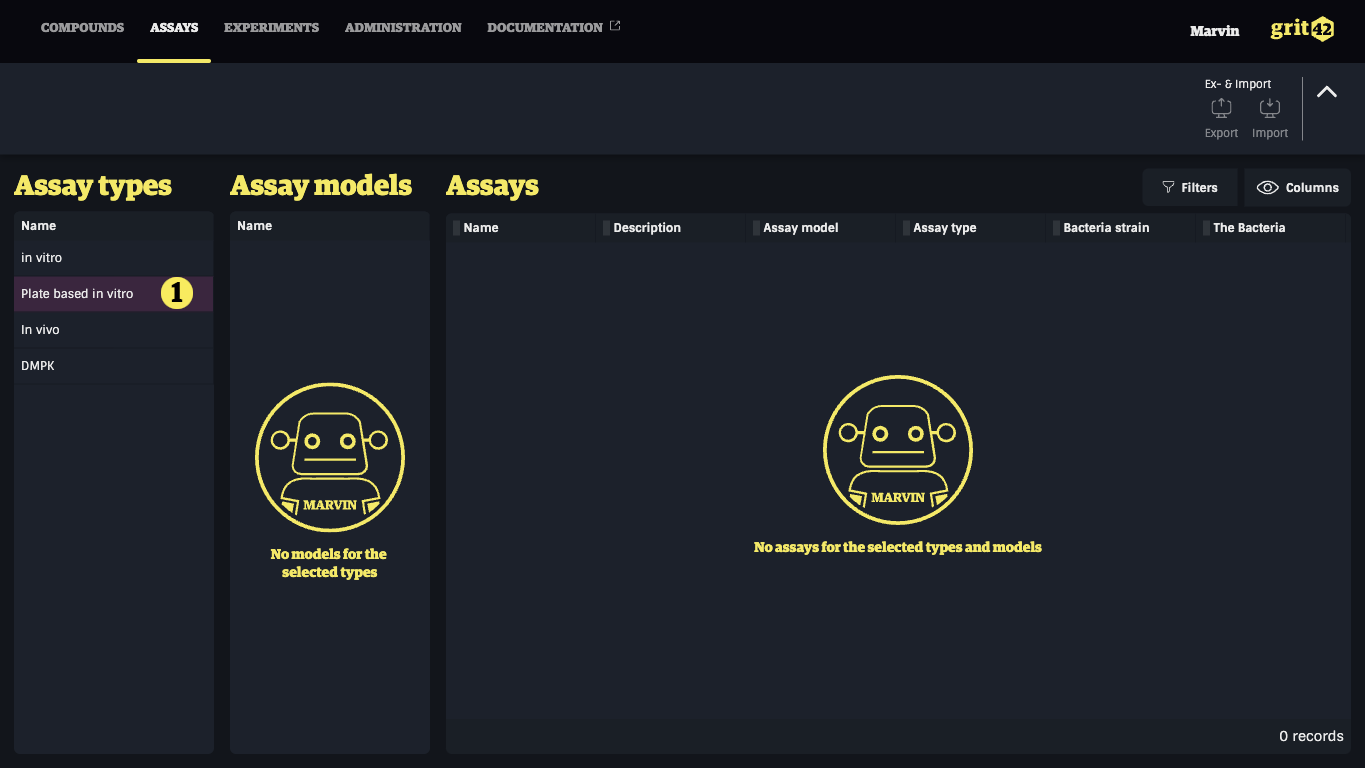 COMPOUNDS ASSAYS EXPERIMENTS ADMINISTRATION DOCUMENTATION
Marvin grit42
Ex- & Import
Export Import
Assay types Assay models Assays
Filters Columns
Name Name Name Description Assay model Assay type Bacteria strain The Bacteria
in vitro
Plate based in vitro 1
In vivo
DMPK
MARVIN
No models for the
selected types
MARVIN
No assays for the selected types and models
0 records